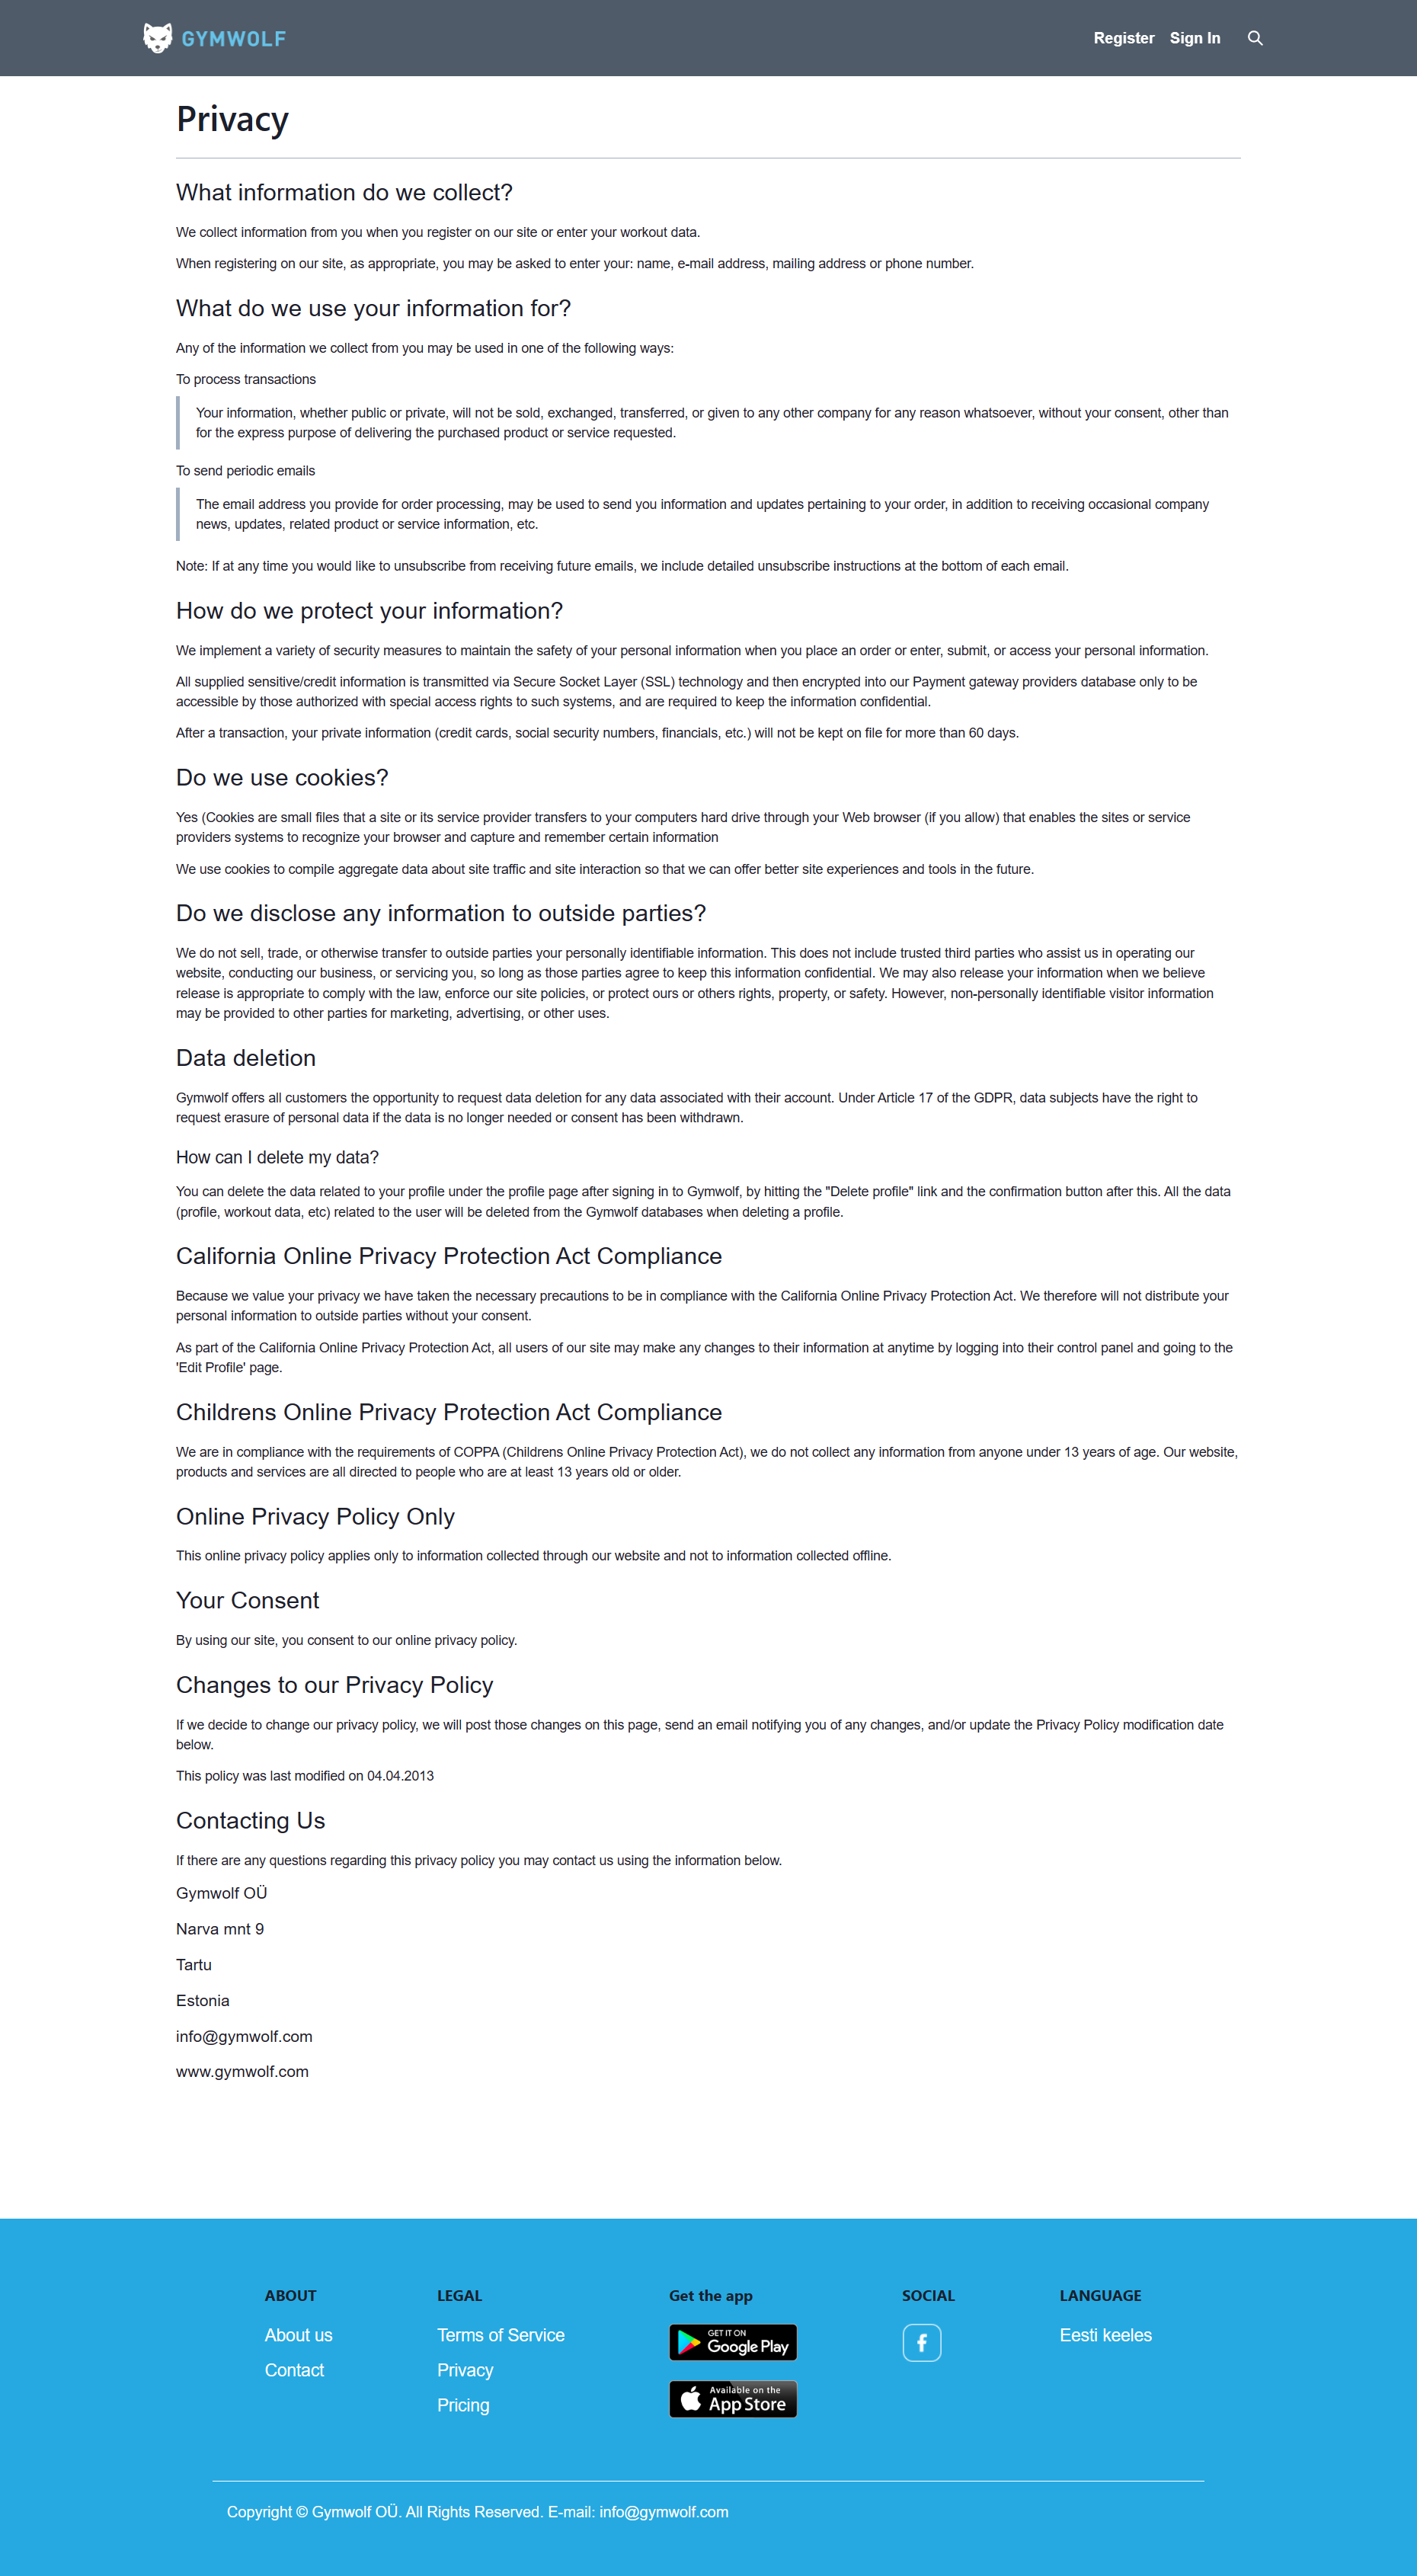 GYMWOLF
Register Sign In
Privacy
What information do we collect?
We collect information from you when you register on our site or enter your workout data.
When registering on our site, as appropriate, you may be asked to enter your: name, e-mail address, mailing address or phone number.
What do we use your information for?
Any of the information we collect from you may be used in one of the following ways:
To process transactions
Your information, whether public or private, will not be sold, exchanged, transferred, or given to any other company for any reason whatsoever, without your consent, other than
for the express purpose of delivering the purchased product or service requested.
To send periodic emails
The email address you provide for order processing, may be used to send you information and updates pertaining to your order, in addition to receiving occasional company
news, updates, related product or service information, etc.
Note: If at any time you would like to unsubscribe from receiving future emails, we include detailed unsubscribe instructions at the bottom of each email.
How do we protect your information?
We implement a variety of security measures to maintain the safety of your personal information when you place an order or enter, submit, or access your personal information.
All supplied sensitive/credit information is transmitted via Secure Socket Layer (SSL) technology and then encrypted into our Payment gateway providers database only to be
accessible by those authorized with special access rights to such systems, and are required to keep the information confidential.
After a transaction, your private information (credit cards, social security numbers, financials, etc.) will not be kept on file for more than 60 days.
Do we use cookies?
Yes (Cookies are small files that a site or its service provider transfers to your computers hard drive through your Web browser (if you allow) that enables the sites or service
providers systems to recognize your browser and capture and remember certain information
We use cookies to compile aggregate data about site traffic and site interaction so that we can offer better site experiences and tools in the future.
Do we disclose any information to outside parties?
We do not sell, trade, or otherwise transfer to outside parties your personally identifiable information. This does not include trusted third parties who assist us in operating our
website, conducting our business, or servicing you, so long as those parties agree to keep this information confidential. We may also release your information when we believe
release is appropriate to comply with the law, enforce our site policies, or protect ours or others rights, property, or safety. However, non-personally identifiable visitor information
may be provided to other parties for marketing, advertising, or other uses.
Data deletion
Gymwolf offers all customers the opportunity to request data deletion for any data associated with their account. Under Article 17 of the GDPR, data subjects have the right to
request erasure of personal data if the data is no longer needed or consent has been withdrawn.
How can I delete my data?
You can delete the data related to your profile under the profile page after signing in to Gymwolf, by hitting the "Delete profile" link and the confirmation button after this. All the data
(profile, workout data, etc) related to the user will be deleted from the Gymwolf databases when deleting a profile.
California Online Privacy Protection Act Compliance
Because we value your privacy we have taken the necessary precautions to be in compliance with the California Online Privacy Protection Act. We therefore will not distribute your
personal information to outside parties without your consent.
As part of the California Online Privacy Protection Act, all users of our site may make any changes to their information at anytime by logging into their control panel and going to the
'Edit Profile' page.
Childrens Online Privacy Protection Act Compliance
We are in compliance with the requirements of COPPA (Childrens Online Privacy Protection Act), we do not collect any information from anyone under 13 years of age. Our website,
products and services are all directed to people who are at least 13 years old or older.
Online Privacy Policy Only
This online privacy policy applies only to information collected through our website and not to information collected offline.
Your Consent
By using our site, you consent to our online privacy policy.
Changes to our Privacy Policy
If we decide to change our privacy policy, we will post those changes on this page, send an email notifying you of any changes, and/or update the Privacy Policy modification date
below.
This policy was last modified on 04.04.2013
Contacting Us
If there are any questions regarding this privacy policy you may contact us using the information below.
Gymwolf OÜ
Narva mnt 9
Tartu
Estonia
info@gymwolf.com
www.gymwolf.com
ABOUT
About us
Contact
LEGAL
Terms of Service
Privacy
Pricing
Get the app
GET IT ON
Google Play
Available on the
App Store
SOCIAL
LANGUAGE
Eesti keeles
Copyright © Gymwolf OÜ. All Rights Reserved. E-mail: info@gymwolf.com